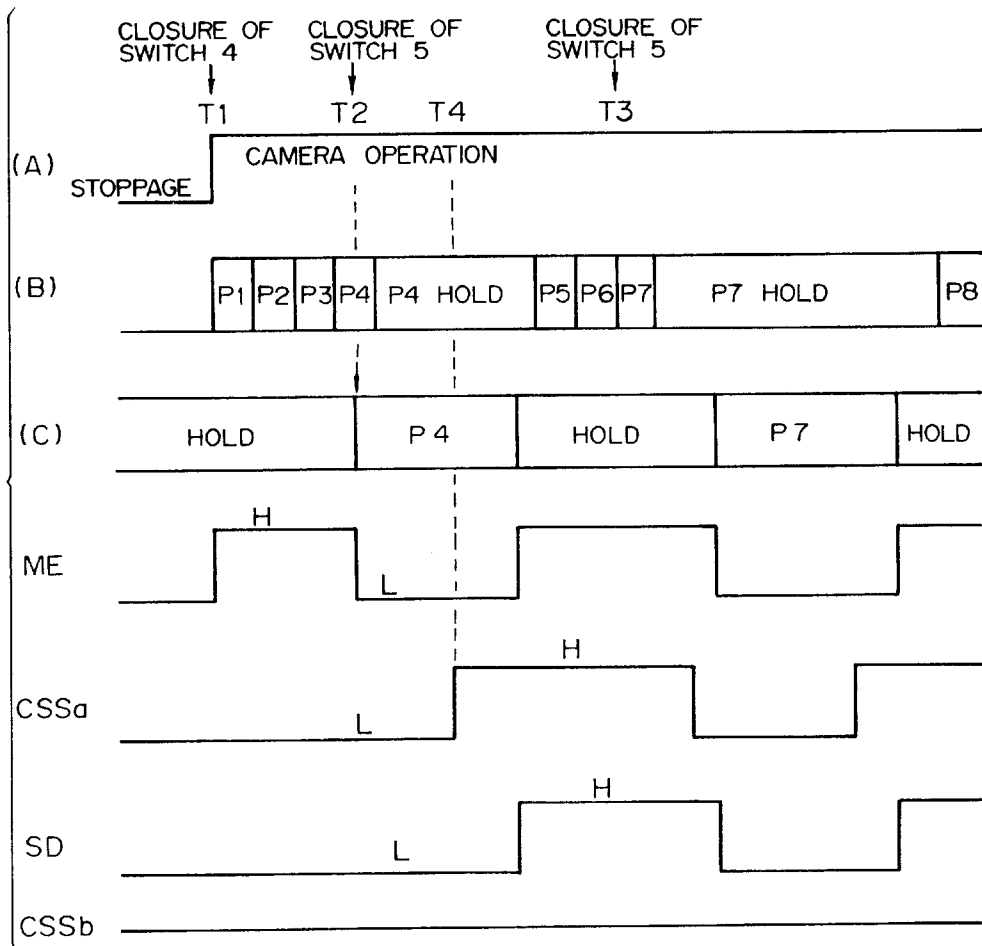 CLOSURE OF SWITCH 4
CLOSURE OF SWITCH 5
CLOSURE OF SWITCH 5
T1 T2 T4 T3
(A)
CAMERA OPERATION
STOPPAGE
(B) P1 P2 P3 P4 P4 HOLD P5 P6 P7 P7 HOLD P8
(C) HOLD P4 HOLD P7 HOLD
ME H L
CSSa L H
SD L H
CSSb